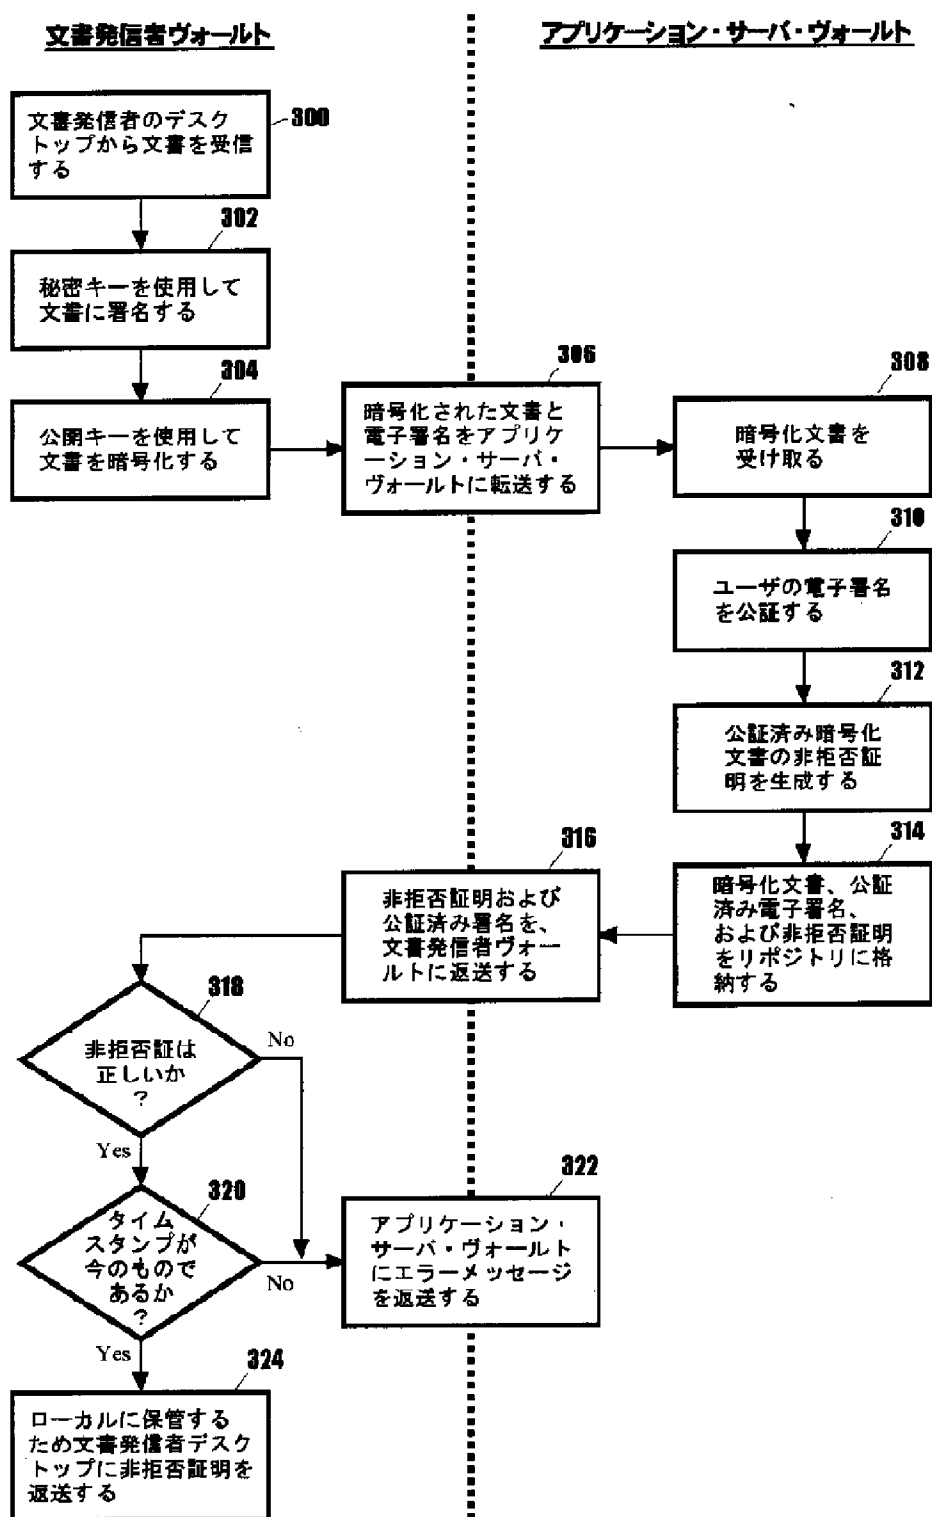 文書発信者ヴォールト
アプリケーション・サーバ・ヴォールト
300
文書発信者のデスク
トップから文書を受信
する
302
秘密キーを使用して
文書に署名する
304
公開キーを使用して
文書を暗号化する
306
暗号化された文書と
電子署名をアプリケ
ーション・サーバ・
ヴォールトに転送する
308
暗号化文書を
受け取る
310
ユーザの電子署名
を公証する
312
公証済み暗号化
文書の非拒否証
明を生成する
314
暗号化文書、公証
済み電子署名、
および非拒否証明
をリポジトリに格
納する
316
非拒否証明および
公証済み署名を、
文書発信者ヴォー
ルトに返送する
318
非拒否証は
正しいか
?
No
Yes
320
タイム
スタンプが
今のもので
あるか
?
No
Yes
322
アプリケーション・
サーバ・ヴォールト
にエラーメッセージ
を返送する
324
ローカルに保管する
ため文書発信者デスク
トップに非拒否証明を
返送する